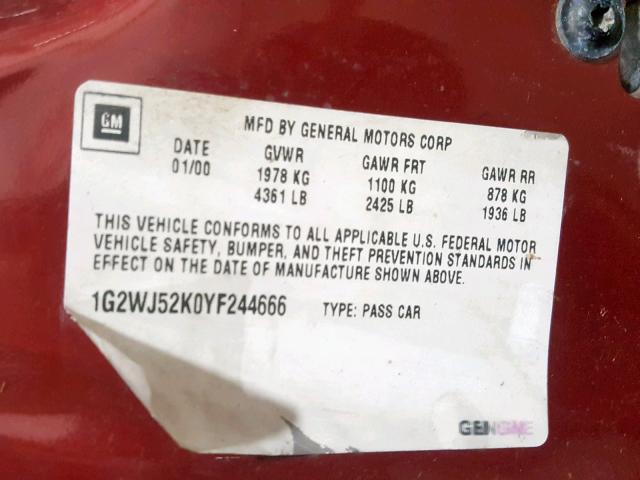 GM
MFD BY GENERAL MOTORS CORP
DATE GVWR GAWR FRT GAWR RR
01/00 1978 KG 1100 KG 878 KG
4361 LB 2425 LB 1936 LB
THIS VEHICLE CONFORMS TO ALL APPLICABLE U.S. FEDERAL MOTOR
VEHICLE SAFETY, BUMPER, AND THEFT PREVENTION STANDARDS IN
EFFECT ON THE DATE OF MANUFACTURE SHOWN ABOVE.
1G2WJ52K0YF244666 TYPE: PASS CAR